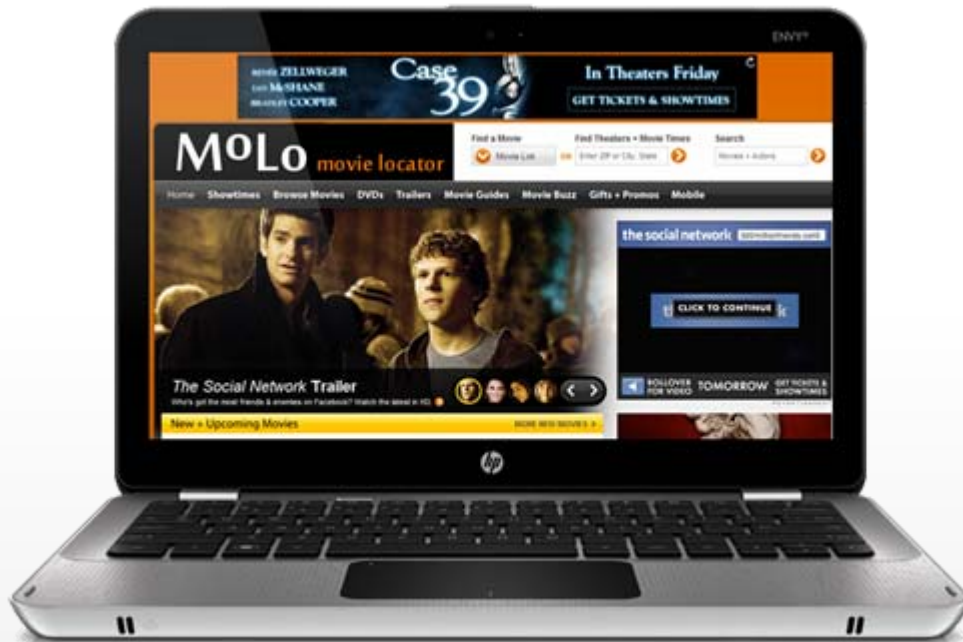 ENVY
RENÉE ZELLWEGER
IAN McSHANE
BRADLEY COOPER
Case
39
In Theaters Friday
GET TICKETS & SHOWTIMES
MoLo movie locator
Find a Movie
Movie List
OR
Find Theaters + Movie Times
Enter ZIP or City, State
Search
Movies + Actors
Home Showtimes Browse Movies DVDs Trailers Movie Guides Movie Buzz Gifts + Promos Mobile
the social network
CLICK TO CONTINUE
The Social Network Trailer
Who's got the most friends & enemies on Facebook? Watch the latest in HD
ROLLOVER
FOR VIDEO
TOMORROW
GET TICKETS &
SHOWTIMES
ADVERTISEMENT
New + Upcoming Movies
MORE NEW MOVIES
hp